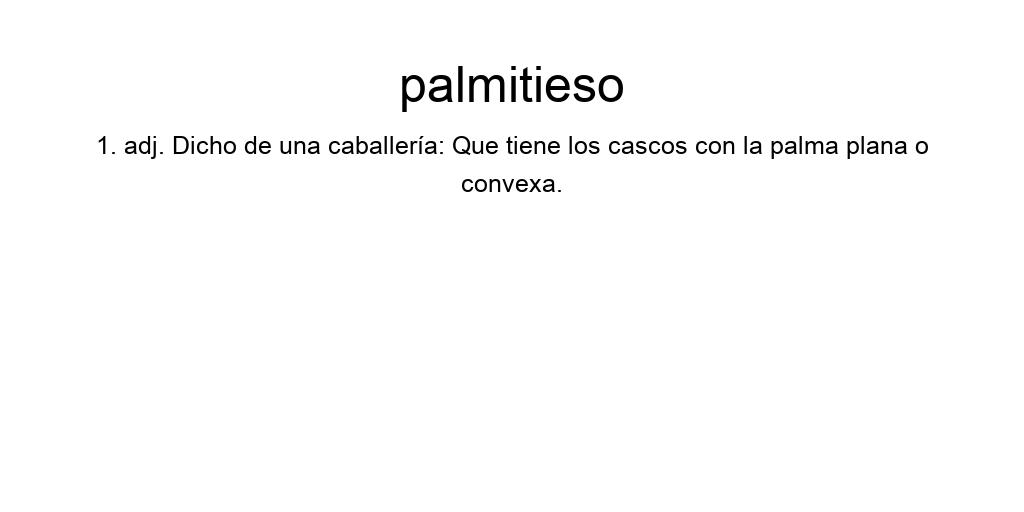 palmitieso
1. adj. Dicho de una caballería: Que tiene los cascos con la palma plana o
convexa.